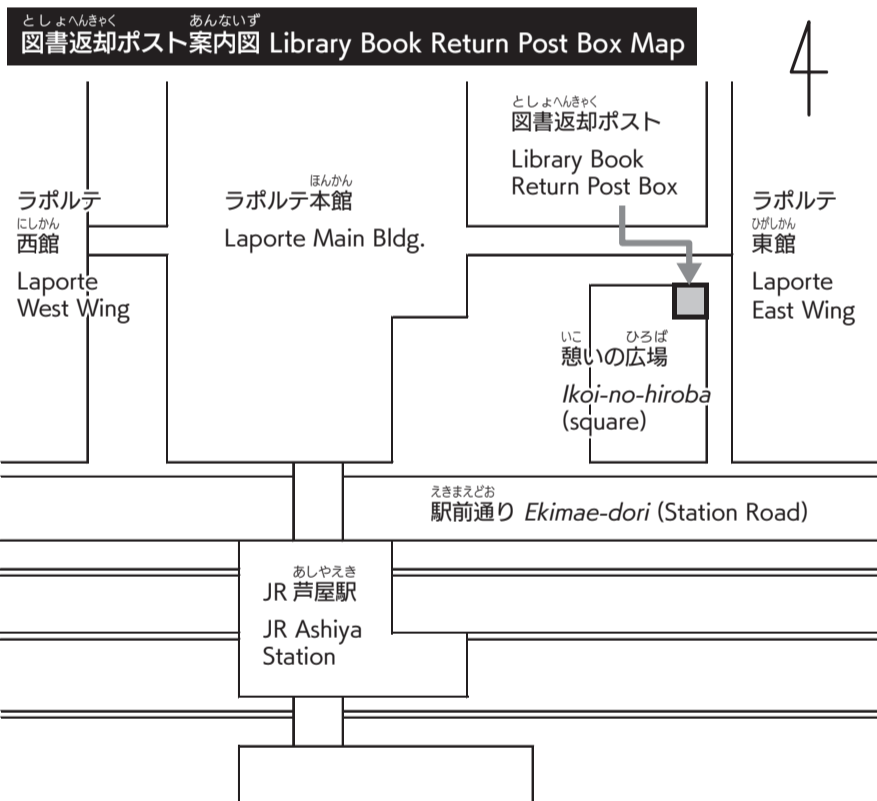 としょへんきゃく あんないず
図書返却ポスト案内図 Library Book Return Post Box Map
としょへんきゃく
図書返却ポスト
Library Book
Return Post Box
ラポルテ
にしかん
西館
Laporte
West Wing
ほんかん
ラポルテ本館
Laporte Main Bldg.
ラポルテ
ひがしかん
東館
Laporte
East Wing
いこ ひろば
憩いの広場
Ikoi-no-hiroba
(square)
えきまえどお
駅前通り Ekimae-dori (Station Road)
あしやえき
JR 芦屋駅
JR Ashiya
Station